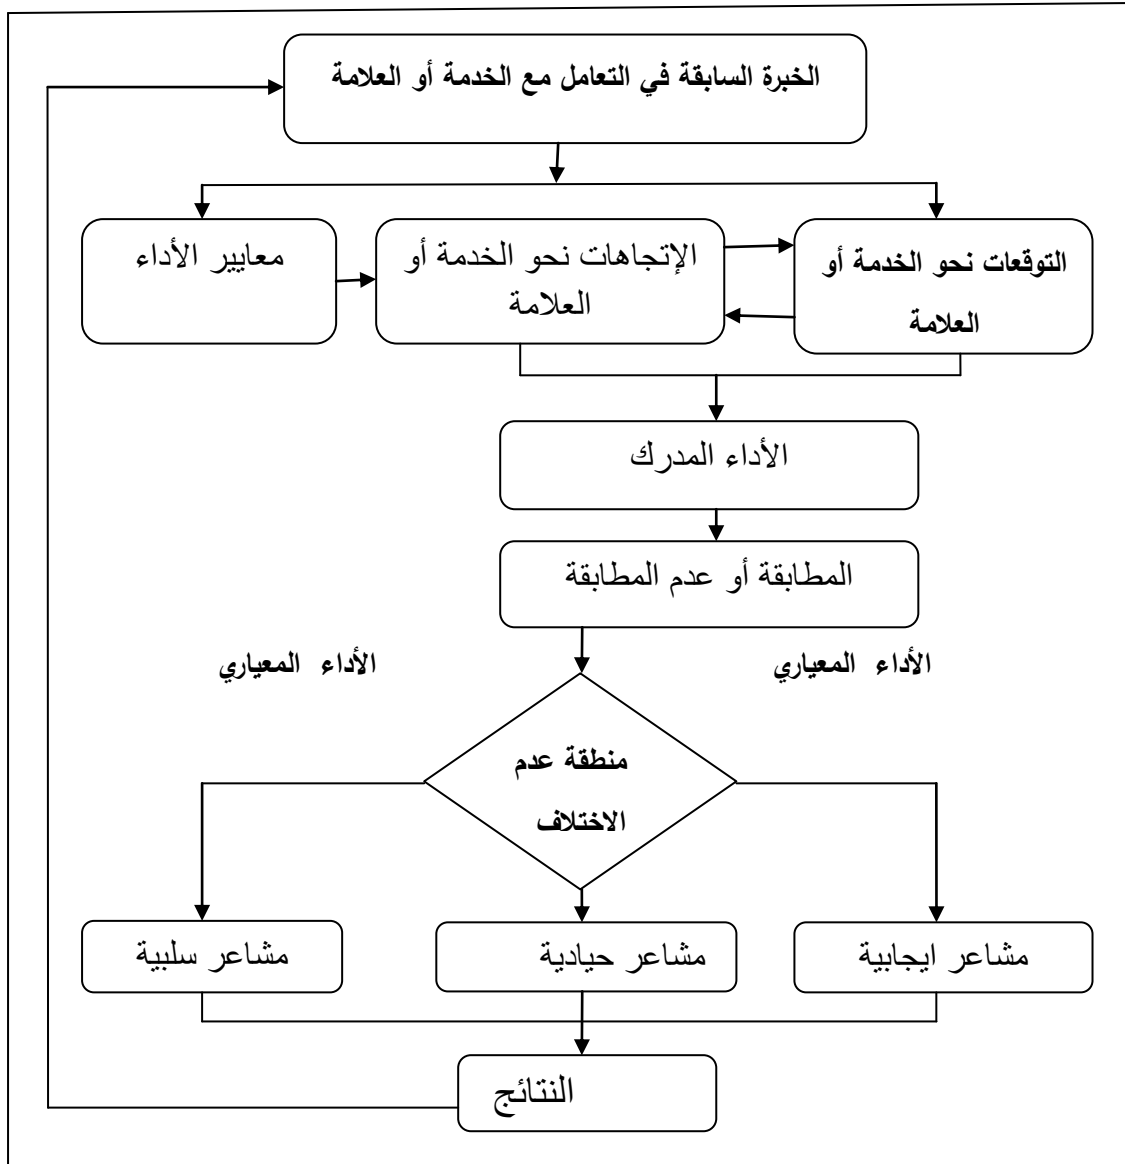 الخبرة السابقة في التعامل مع الخدمة أو العلامة
التوقعات نحو الخدمة أو
العلامة
الإتجاهات نحو الخدمة أو
العلامة
معايير الأداء
الأداء المدرك
المطابقة أو عدم المطابقة
الأداء المعياري
الأداء المعياري
منطقة عدم
الاختلاف
مشاعر ايجابية
مشاعر حيادية
مشاعر سلبية
النتائج